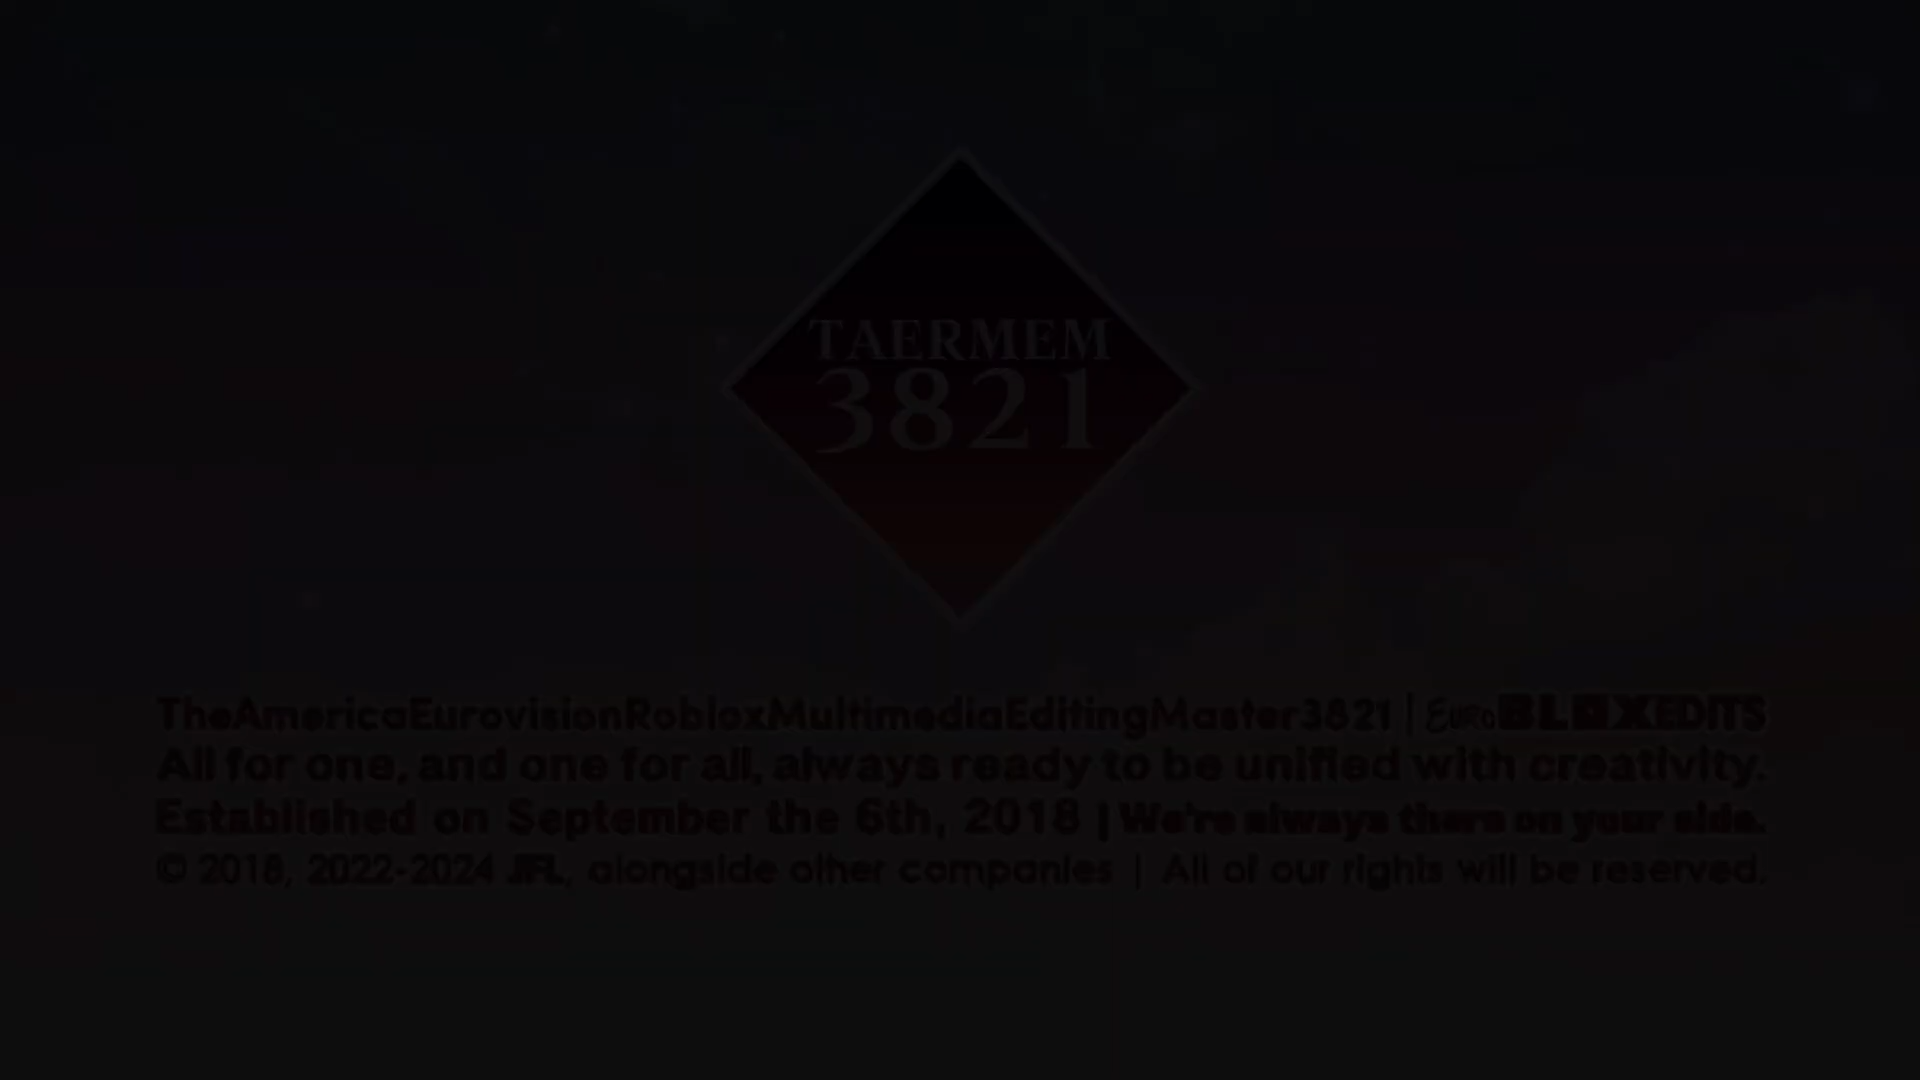 TAERMEM
3821
TheAmericaEurovisionRobloxMultimediaEditingMaster3821 | EuroBLOXEDITS
All for one, and one for all, always ready to be unified with creativity.
Established on September the 6th, 2018 | We're always there on your side.
© 2018, 2022-2024 JFL, alongside other companies | All of our rights will be reserved.